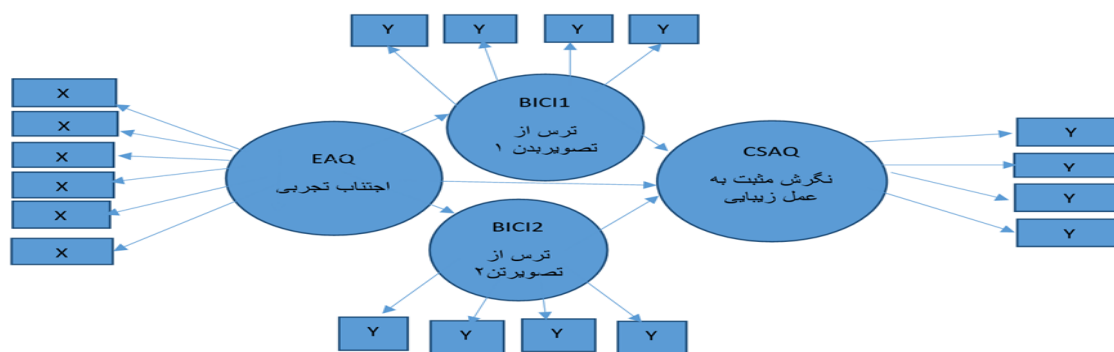 Y Y Y Y
X
X
X
X
X
X
EAQ
اجتناب تجربی
BICI1
ترس از
تصویربدن ۱
BICI2
ترس از
تصویرتن۲
CSAQ
نگرش مثبت به
عمل زیبایی
Y
Y
Y
Y
Y Y Y Y